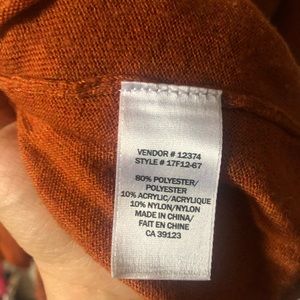 VENDOR # 12374
STYLE # 17F12-67
80% POLYESTER/
POLYESTER
10% ACRYLIC/ACRYLIQUE
10% NYLON/NYLON
MADE IN CHINA/
FAIT EN CHINE
CA 39123